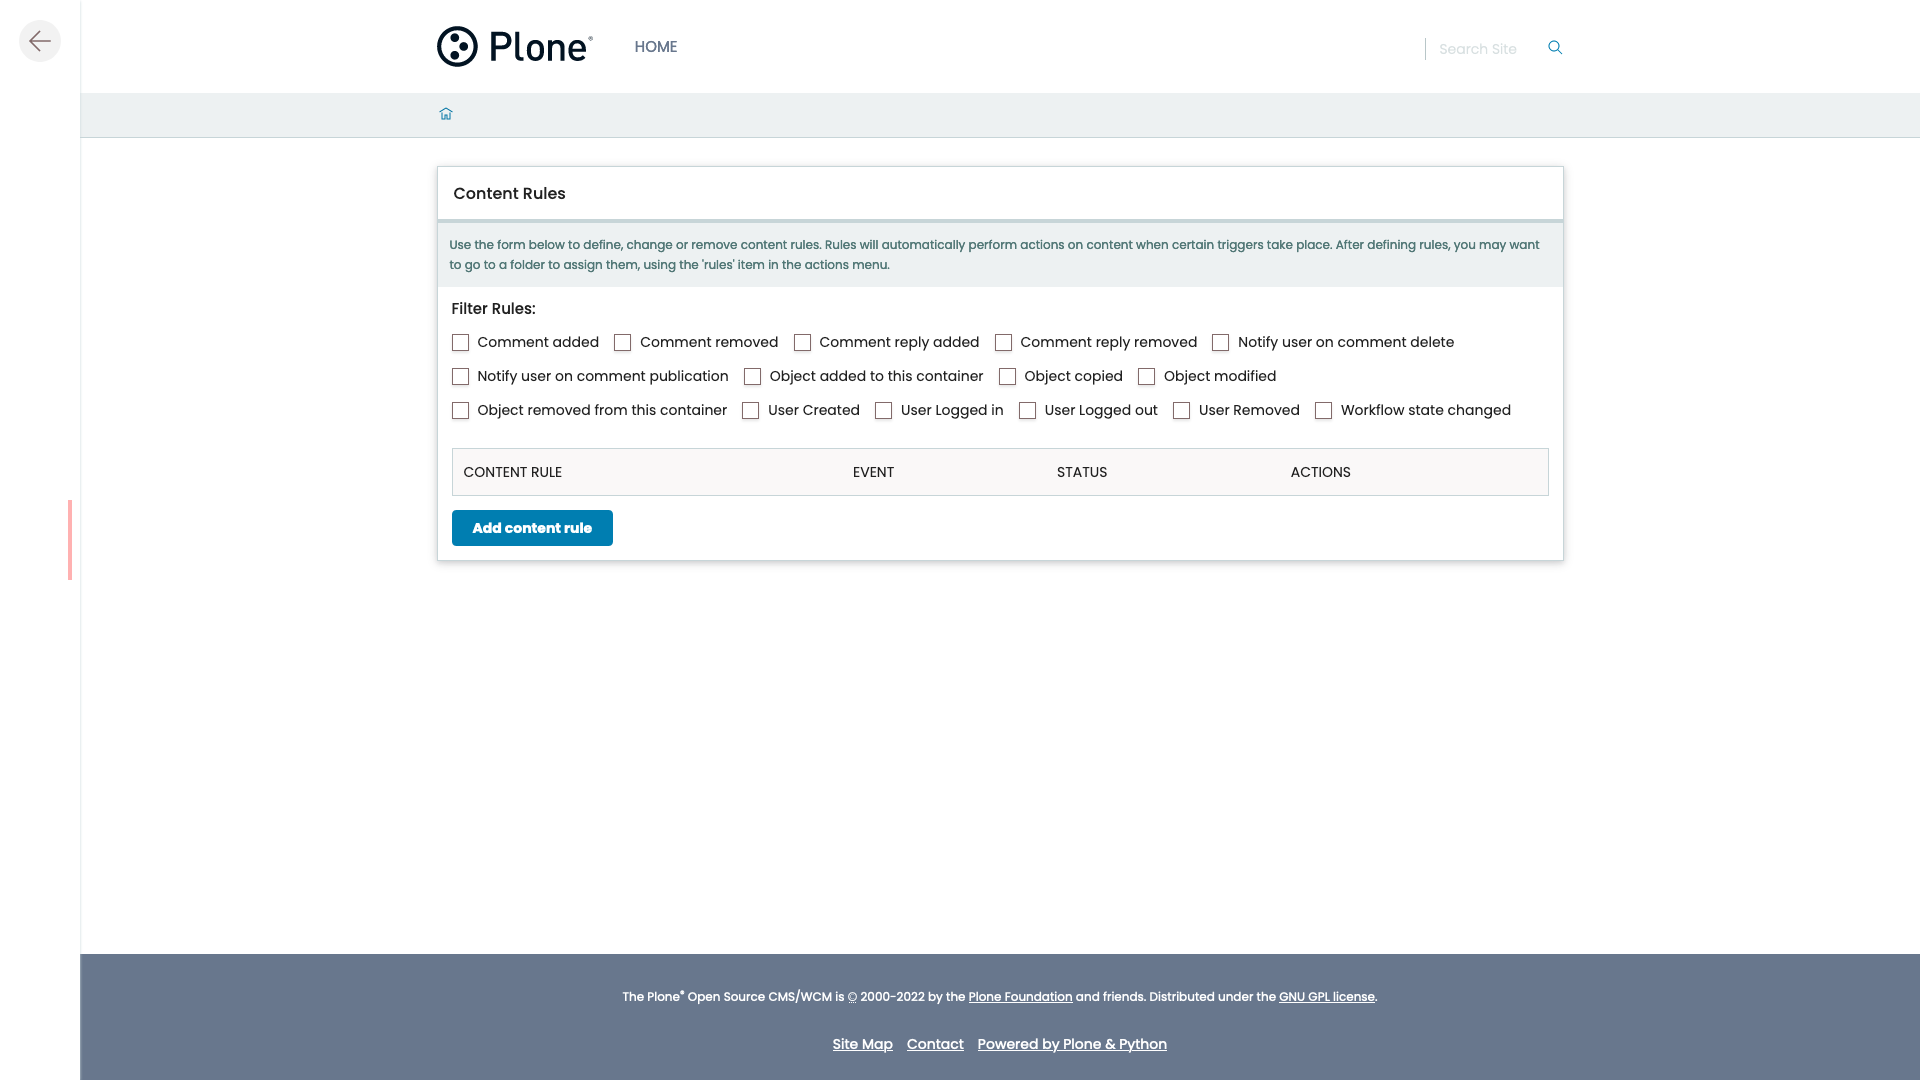 Plone®
HOME
Search Site
Content Rules
Use the form below to define, change or remove content rules. Rules will automatically perform actions on content when certain triggers take place. After defining rules, you may want
to go to a folder to assign them, using the 'rules' item in the actions menu.
Filter Rules:
Comment added Comment removed Comment reply added Comment reply removed Notify user on comment delete
Notify user on comment publication Object added to this container Object copied Object modified
Object removed from this container User Created User Logged in User Logged out User Removed Workflow state changed
CONTENT RULE EVENT STATUS ACTIONS
Add content rule
The Plone® Open Source CMS/WCM is © 2000-2022 by the Plone Foundation and friends. Distributed under the GNU GPL license.
Site Map Contact Powered by Plone & Python